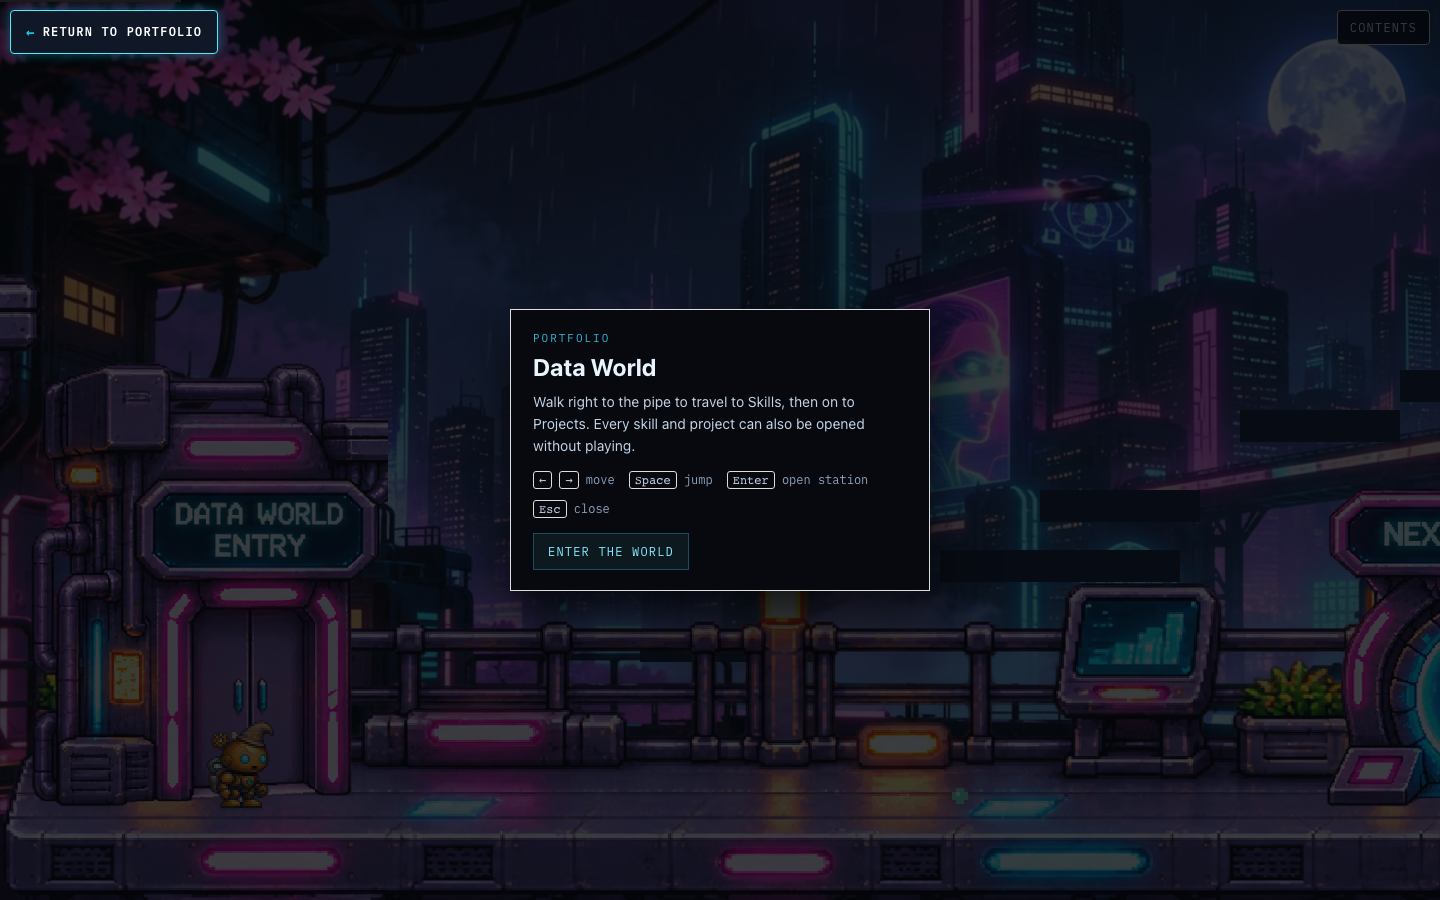 ← RETURN TO PORTFOLIO
CONTENTS
PORTFOLIO
Data World
Walk right to the pipe to travel to Skills, then on to
Projects. Every skill and project can also be opened
without playing.
← → move Space jump Enter open station
Esc close
ENTER THE WORLD
DATA WORLD
ENTRY
NEX